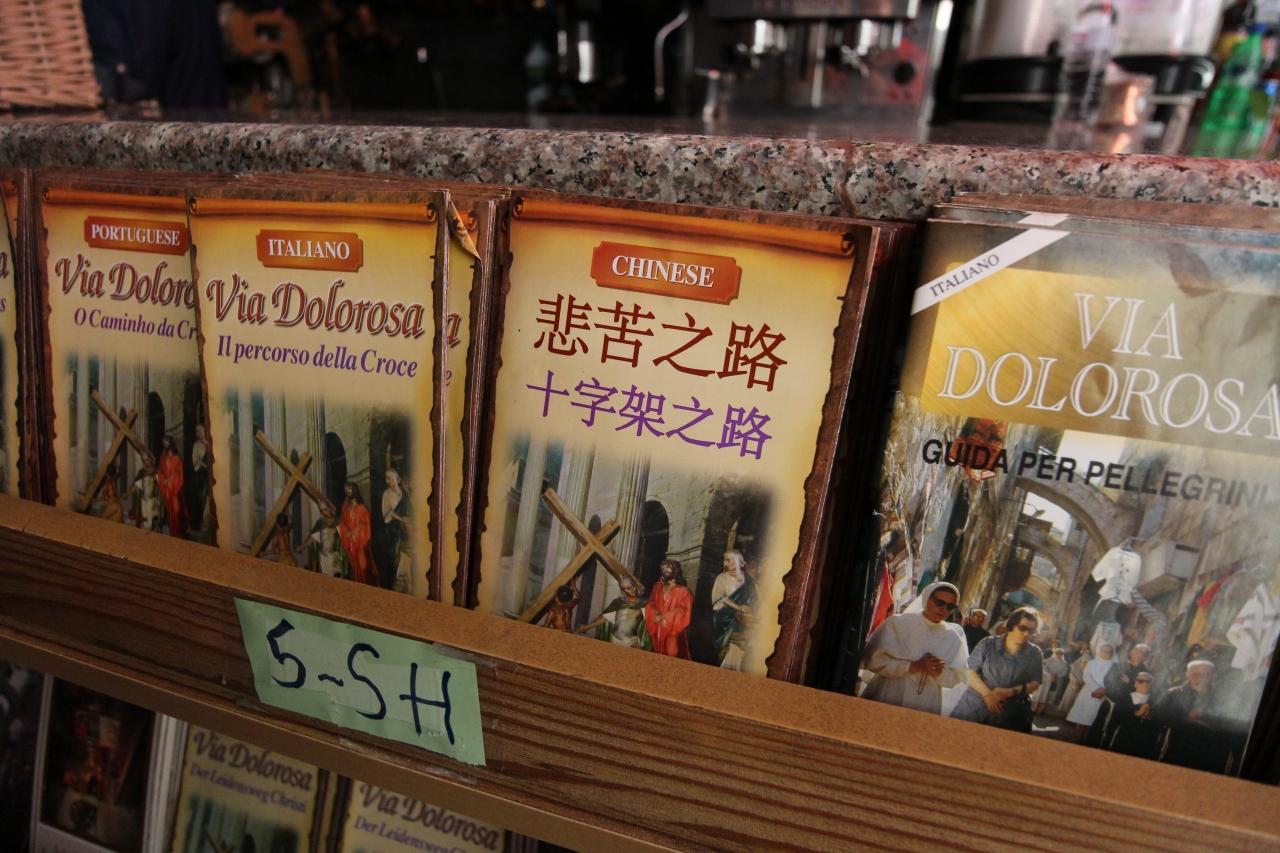 PORTUGUESE
Via Doloro
O Caminho da Cr
ITALIANO
Via Dolorosa
Il percorso della Croce
CHINESE
悲苦之路
十字架之路
ITALIANO
VIA
DOLOROSA
GUIDA PER PELLEGRINI
5-SH
Via Dolorosa
Der Leidensweg Christi
Via Dolorosa
Der Leidensweg Christi